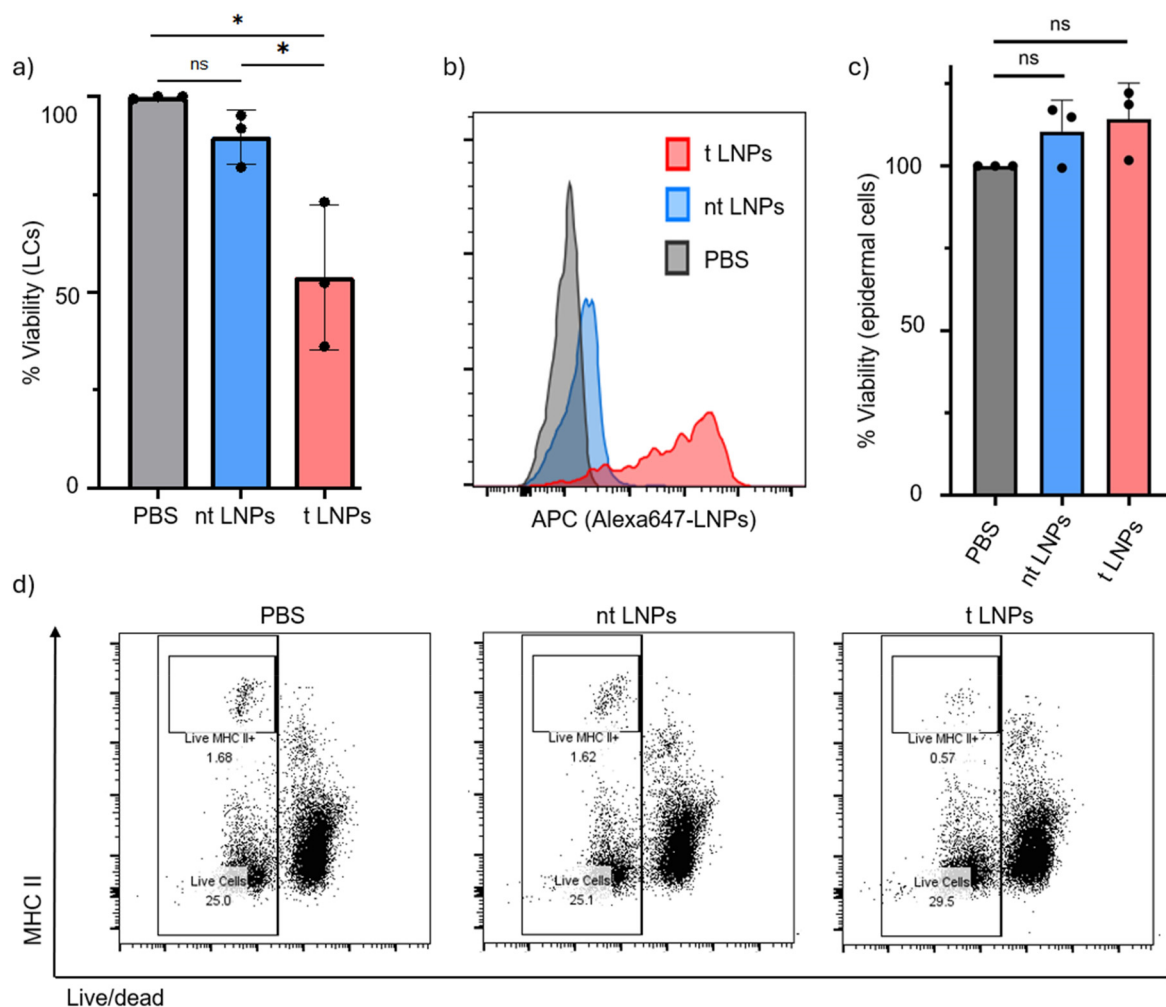 a)
*
*
ns
100
50
0
% Viability (LCs)
PBS
nt LNPs
t LNPs
b)
t LNPs
nt LNPs
PBS
APC (Alexa647-LNPs)
c)
ns
ns
100
50
0
% Viability (epidermal cells)
PBS
nt LNPs
t LNPs
d)
PBS
nt LNPs
t LNPs
Live MHC II+
1.68
Live Cells
25.0
Live MHC II+
1.62
Live Cells
25.1
Live MHC II+
0.57
Live Cells
29.5
MHC II
Live/dead